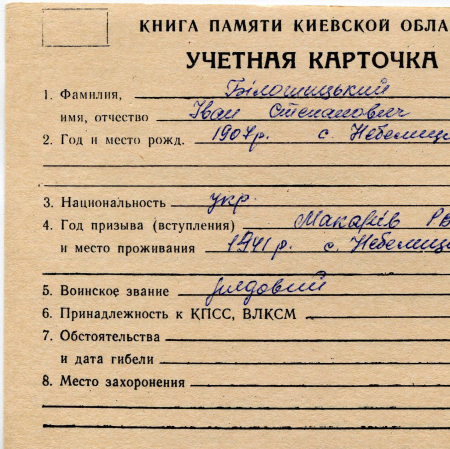 КНИГА ПАМЯТИ КИЕВСКОЙ ОБЛА
УЧЕТНАЯ КАРТОЧКА
1. Фамилия, Білошицький
имя, отчество Іван Степанович
2. Год и место рожд. 1907р. с. Небелиця
3. Национальность укр.
4. Год призыва (вступления) Макарів РВ
и место проживания 1941 р. с. Небелиця
5. Воинское звание рядовий
6. Принадлежность к КПСС, ВЛКСМ
7. Обстоятельства
и дата гибели
8. Место захоронения